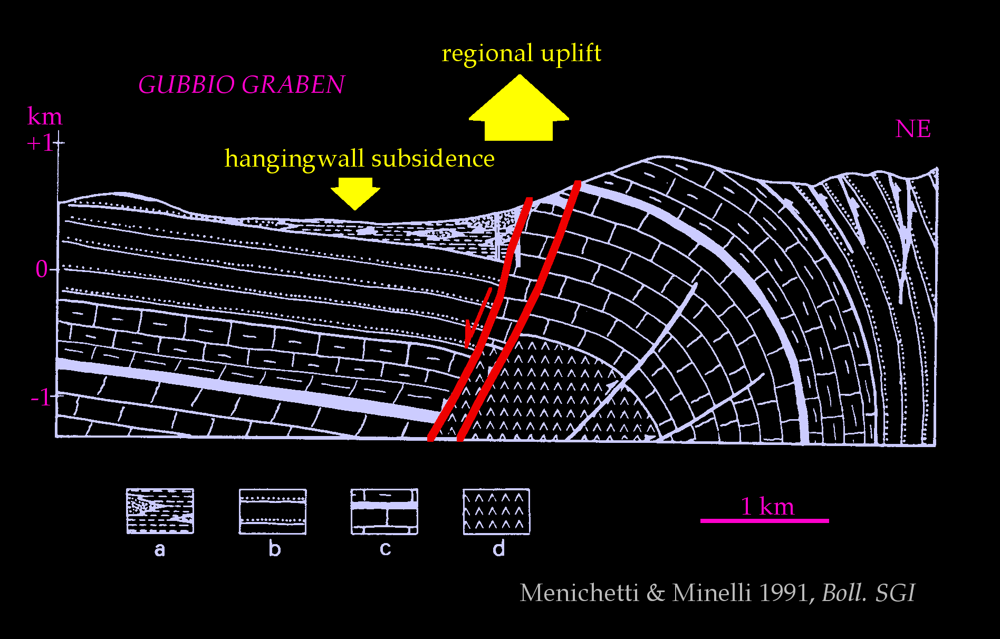 regional uplift
GUBBIO GRABEN
km
NE
+1
hangingwall subsidence
0
-1
1 km
a b c d
Menichetti & Minelli 1991, Boll. SGI